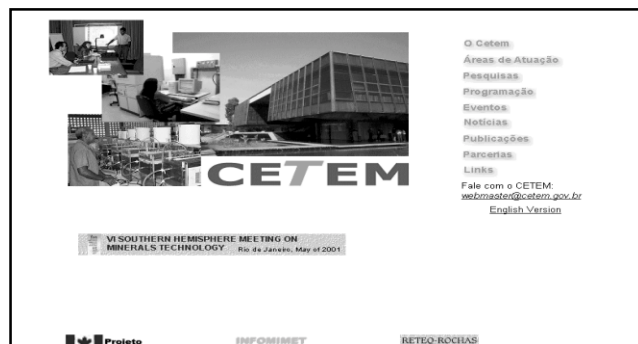 O Cetem
Áreas de Atuação
Pesquisas
Programação
Eventos
Notícias
Publicações
Parcerias
Links
Fale com o CETEM:
webmaster@cetem.gov.br
English Version
CETEM
VI SOUTHERN HEMISPHERE MEETING ON
MINERALS TECHNOLOGY Rio de Janeiro, May of 2001
Projeto
INFOMIMET
RETEQ-ROCHAS